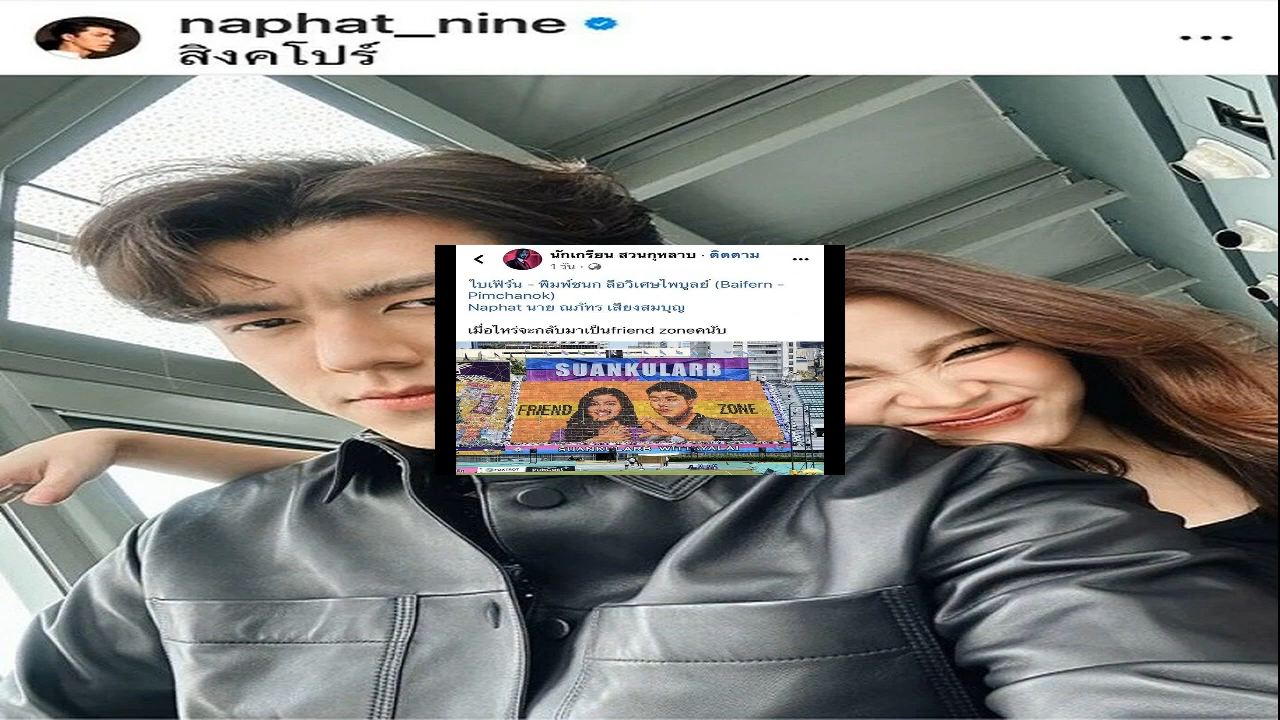 naphat_nine
สิงคโปร์
นักเกรียน สวนกุหลาบ · ติดตาม
1 วัน ·
ใบเฟิร์น - พิมพ์ชนก ลือวิเศษไพบูลย์ (Baifern -
Pimchanok)
Naphat นาย ณภัทร เสียงสมบุญ
เมื่อไหร่จะกลับมาเป็นfriend zoneคนับ
SUANKULARB
FRIEND ZONE